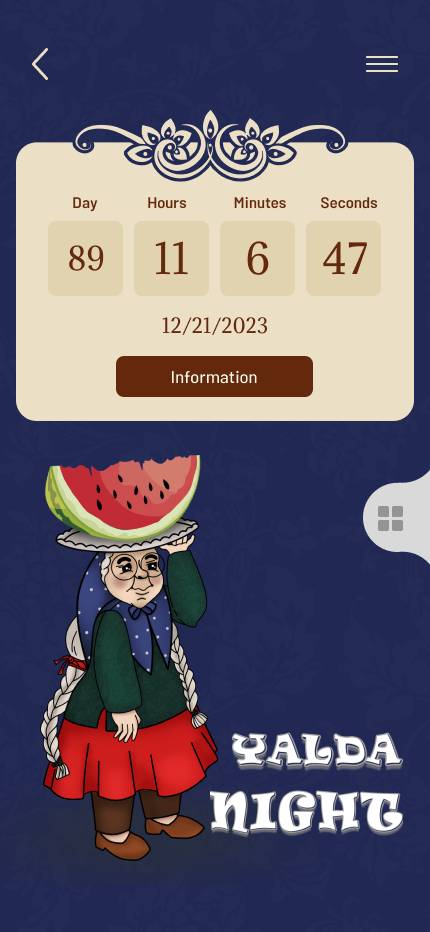 Day Hours Minutes Seconds
89 11 6 47
12/21/2023
Information
YALDA
NIGHT